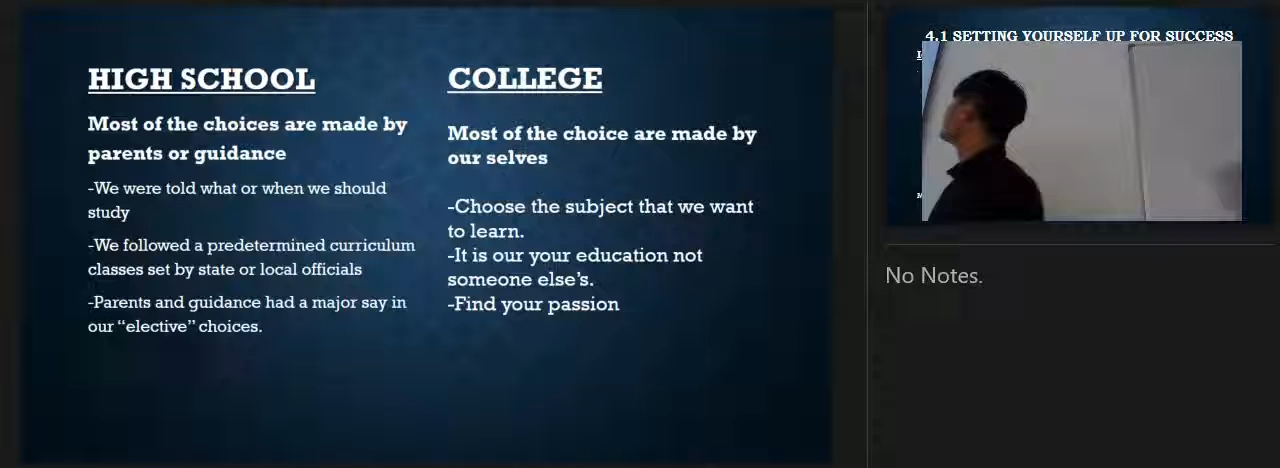 HIGH SCHOOL
Most of the choices are made by
parents or guidance
-We were told what or when we should
study
-We followed a predetermined curriculum
classes set by state or local officials
-Parents and guidance had a major say in
our “elective” choices.
COLLEGE
Most of the choice are made by
our selves
-Choose the subject that we want
to learn.
-It is our your education not
someone else’s.
-Find your passion
4.1 SETTING YOURSELF UP FOR SUCCESS
No Notes.